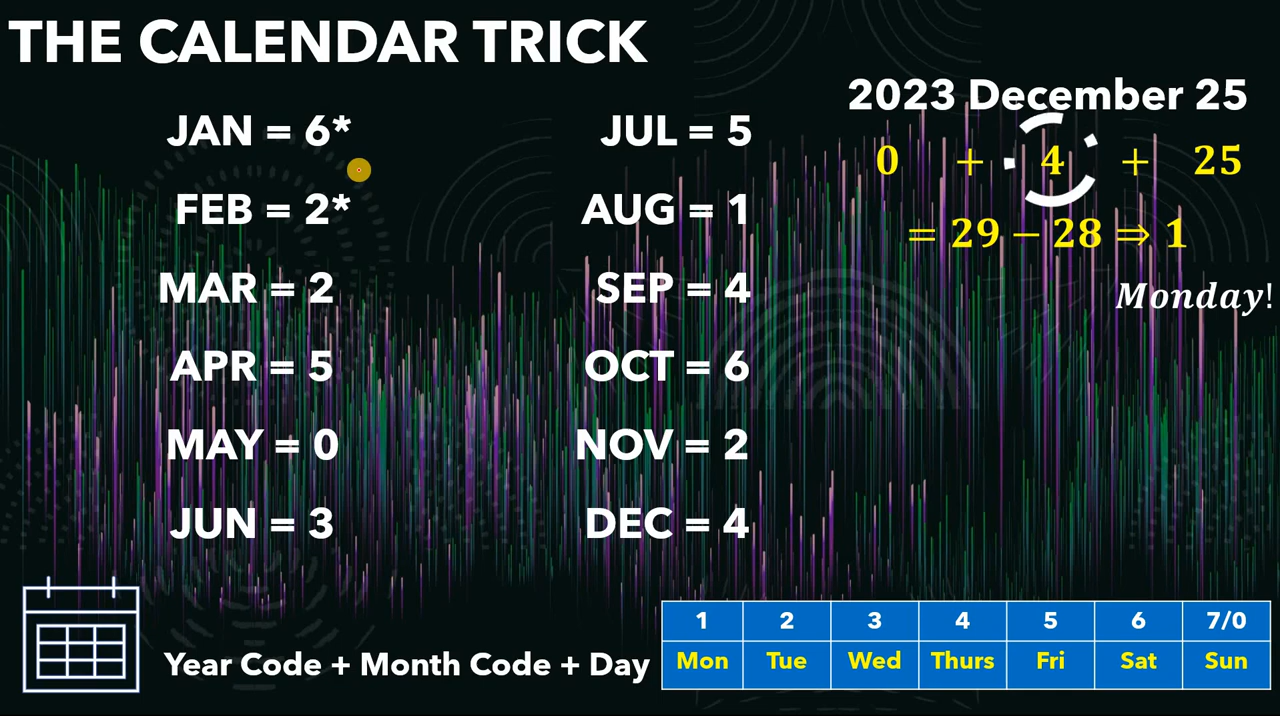 THE CALENDAR TRICK
JAN = 6*
FEB = 2*
MAR = 2
APR = 5
MAY = 0
JUN = 3
JUL = 5
AUG = 1
SEP = 4
OCT = 6
NOV = 2
DEC = 4
2023 December 25
0 + 4 + 25
= 29 − 28 ⇒ 1
Monday!
Year Code + Month Code + Day
1 2 3 4 5 6 7/0
Mon Tue Wed Thurs Fri Sat Sun